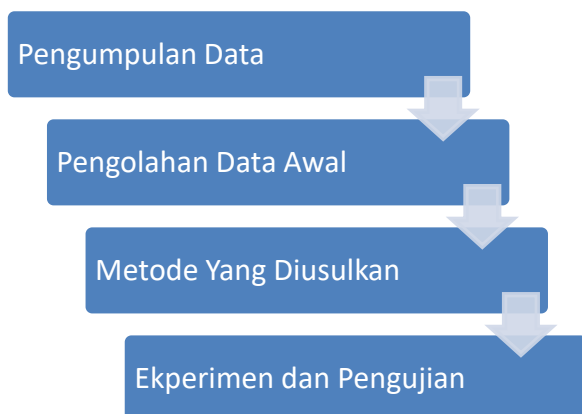 Pengumpulan Data
Pengolahan Data Awal
Metode Yang Diusulkan
Ekperimen dan Pengujian